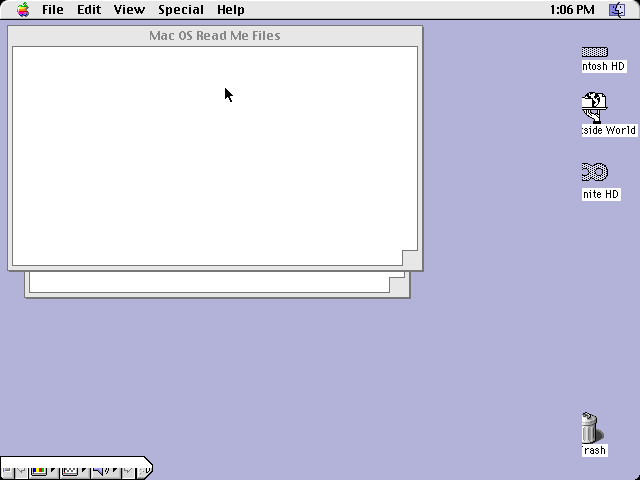 File Edit View Special Help 1:06 PM
Mac OS Read Me Files
ntosh HD
side World
nite HD
rash